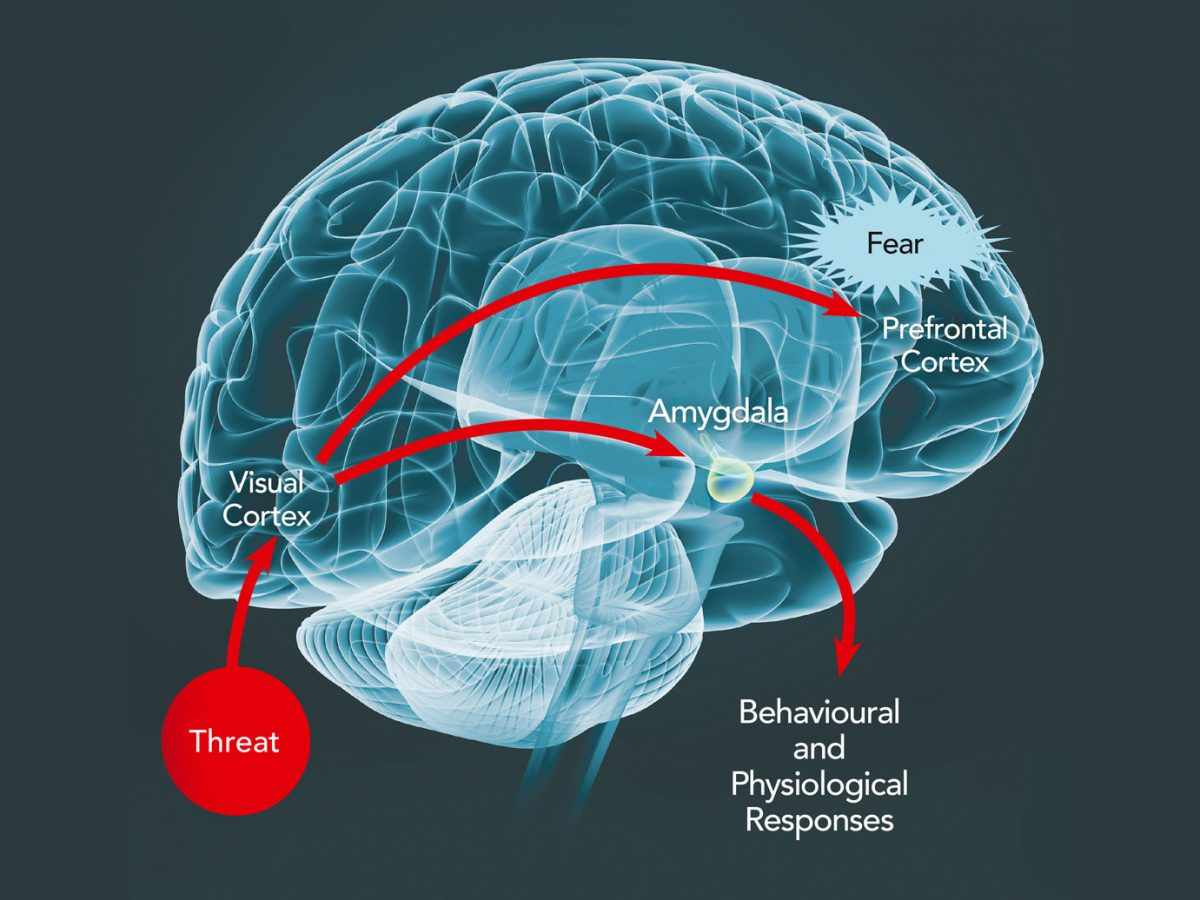 Fear
Prefrontal
Cortex
Amygdala
Visual
Cortex
Threat
Behavioural
and
Physiological
Responses